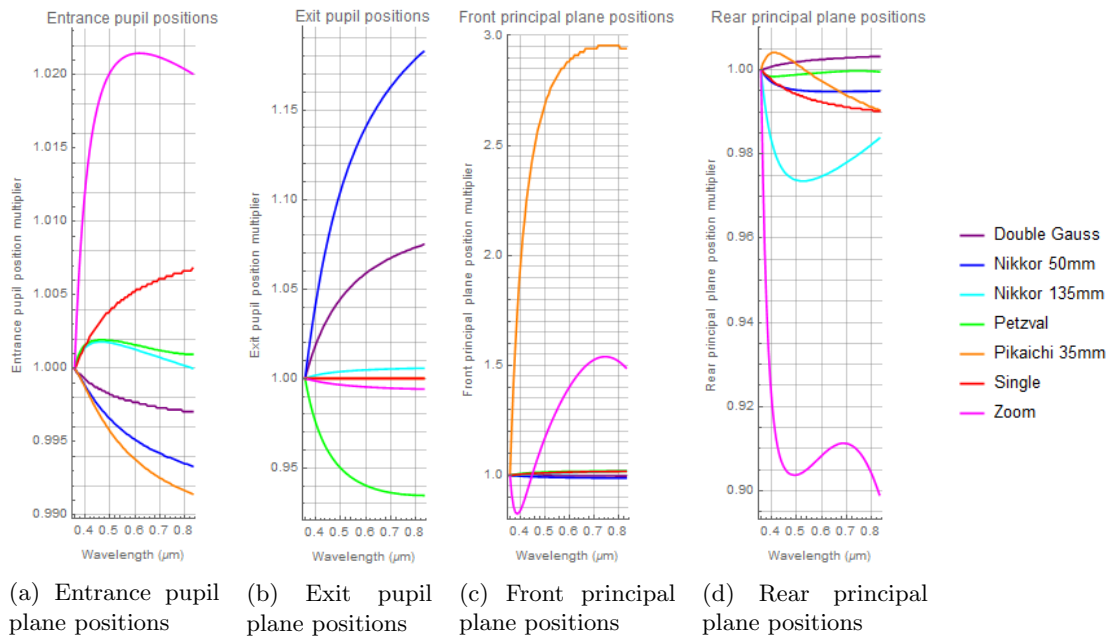 Entrance pupil positions
Entrance pupil position multiplier
1.020
1.015
1.010
1.005
1.000
0.995
0.990
0.4 0.5 0.6 0.7 0.8
Wavelength (μm)
(a) Entrance pupil
plane positions
Exit pupil positions
Exit pupil position multiplier
1.15
1.10
1.05
1.00
0.95
0.4 0.5 0.6 0.7 0.8
Wavelength (μm)
(b) Exit pupil
plane positions
Front principal plane positions
Front principal plane position multiplier
3.0
2.5
2.0
1.5
1.0
0.4 0.5 0.6 0.7 0.8
Wavelength (μm)
(c) Front principal
plane positions
Rear principal plane positions
Rear principal plane position multiplier
1.00
0.98
0.96
0.94
0.92
0.90
0.4 0.5 0.6 0.7 0.8
Wavelength (μm)
(d) Rear principal
plane positions
Double Gauss
Nikkor 50mm
Nikkor 135mm
Petzval
Pikaichi 35mm
Single
Zoom